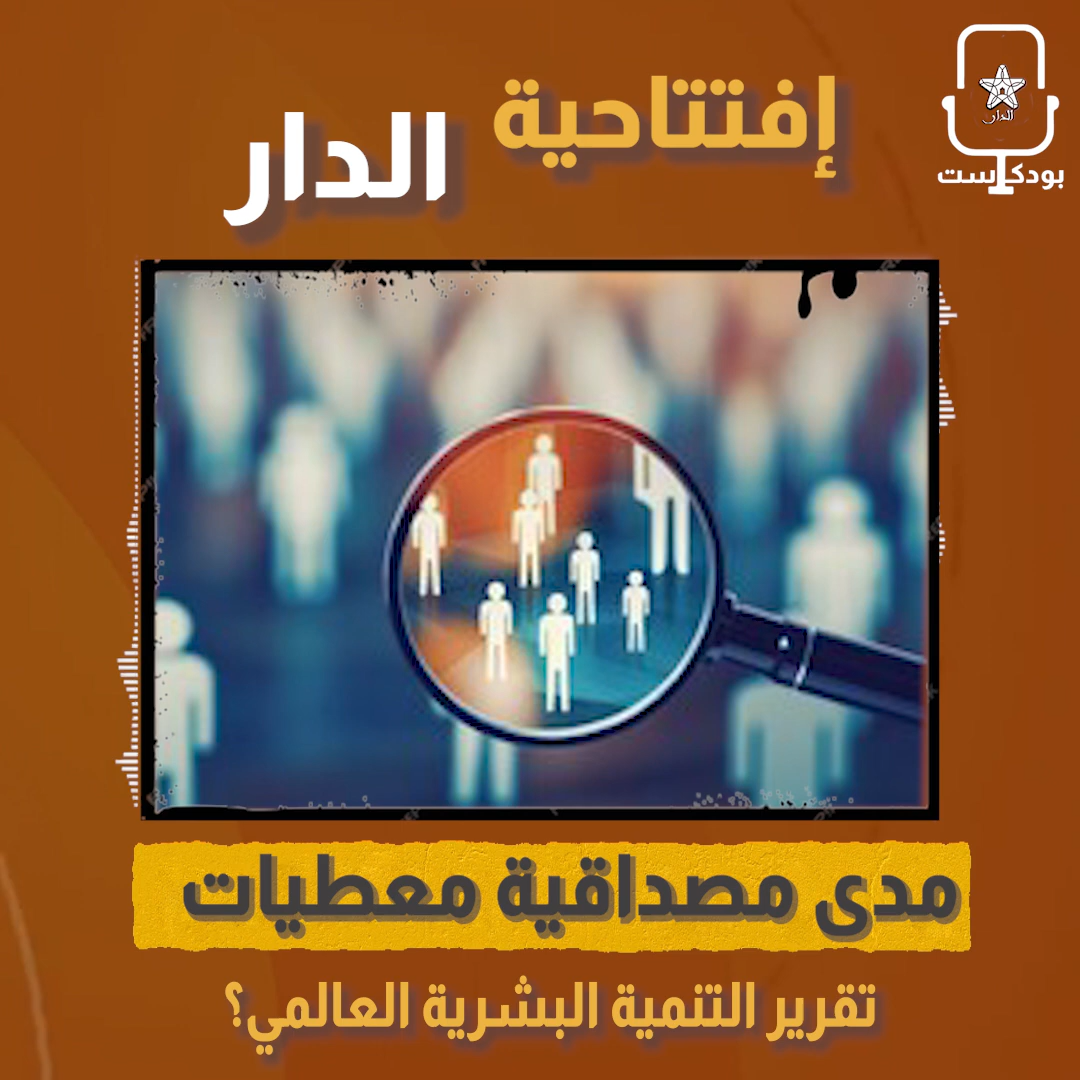 الدار
بودكاست
إفتتاحية
الدار
مدى مصداقية معطيات
تقرير التنمية البشرية العالمي؟